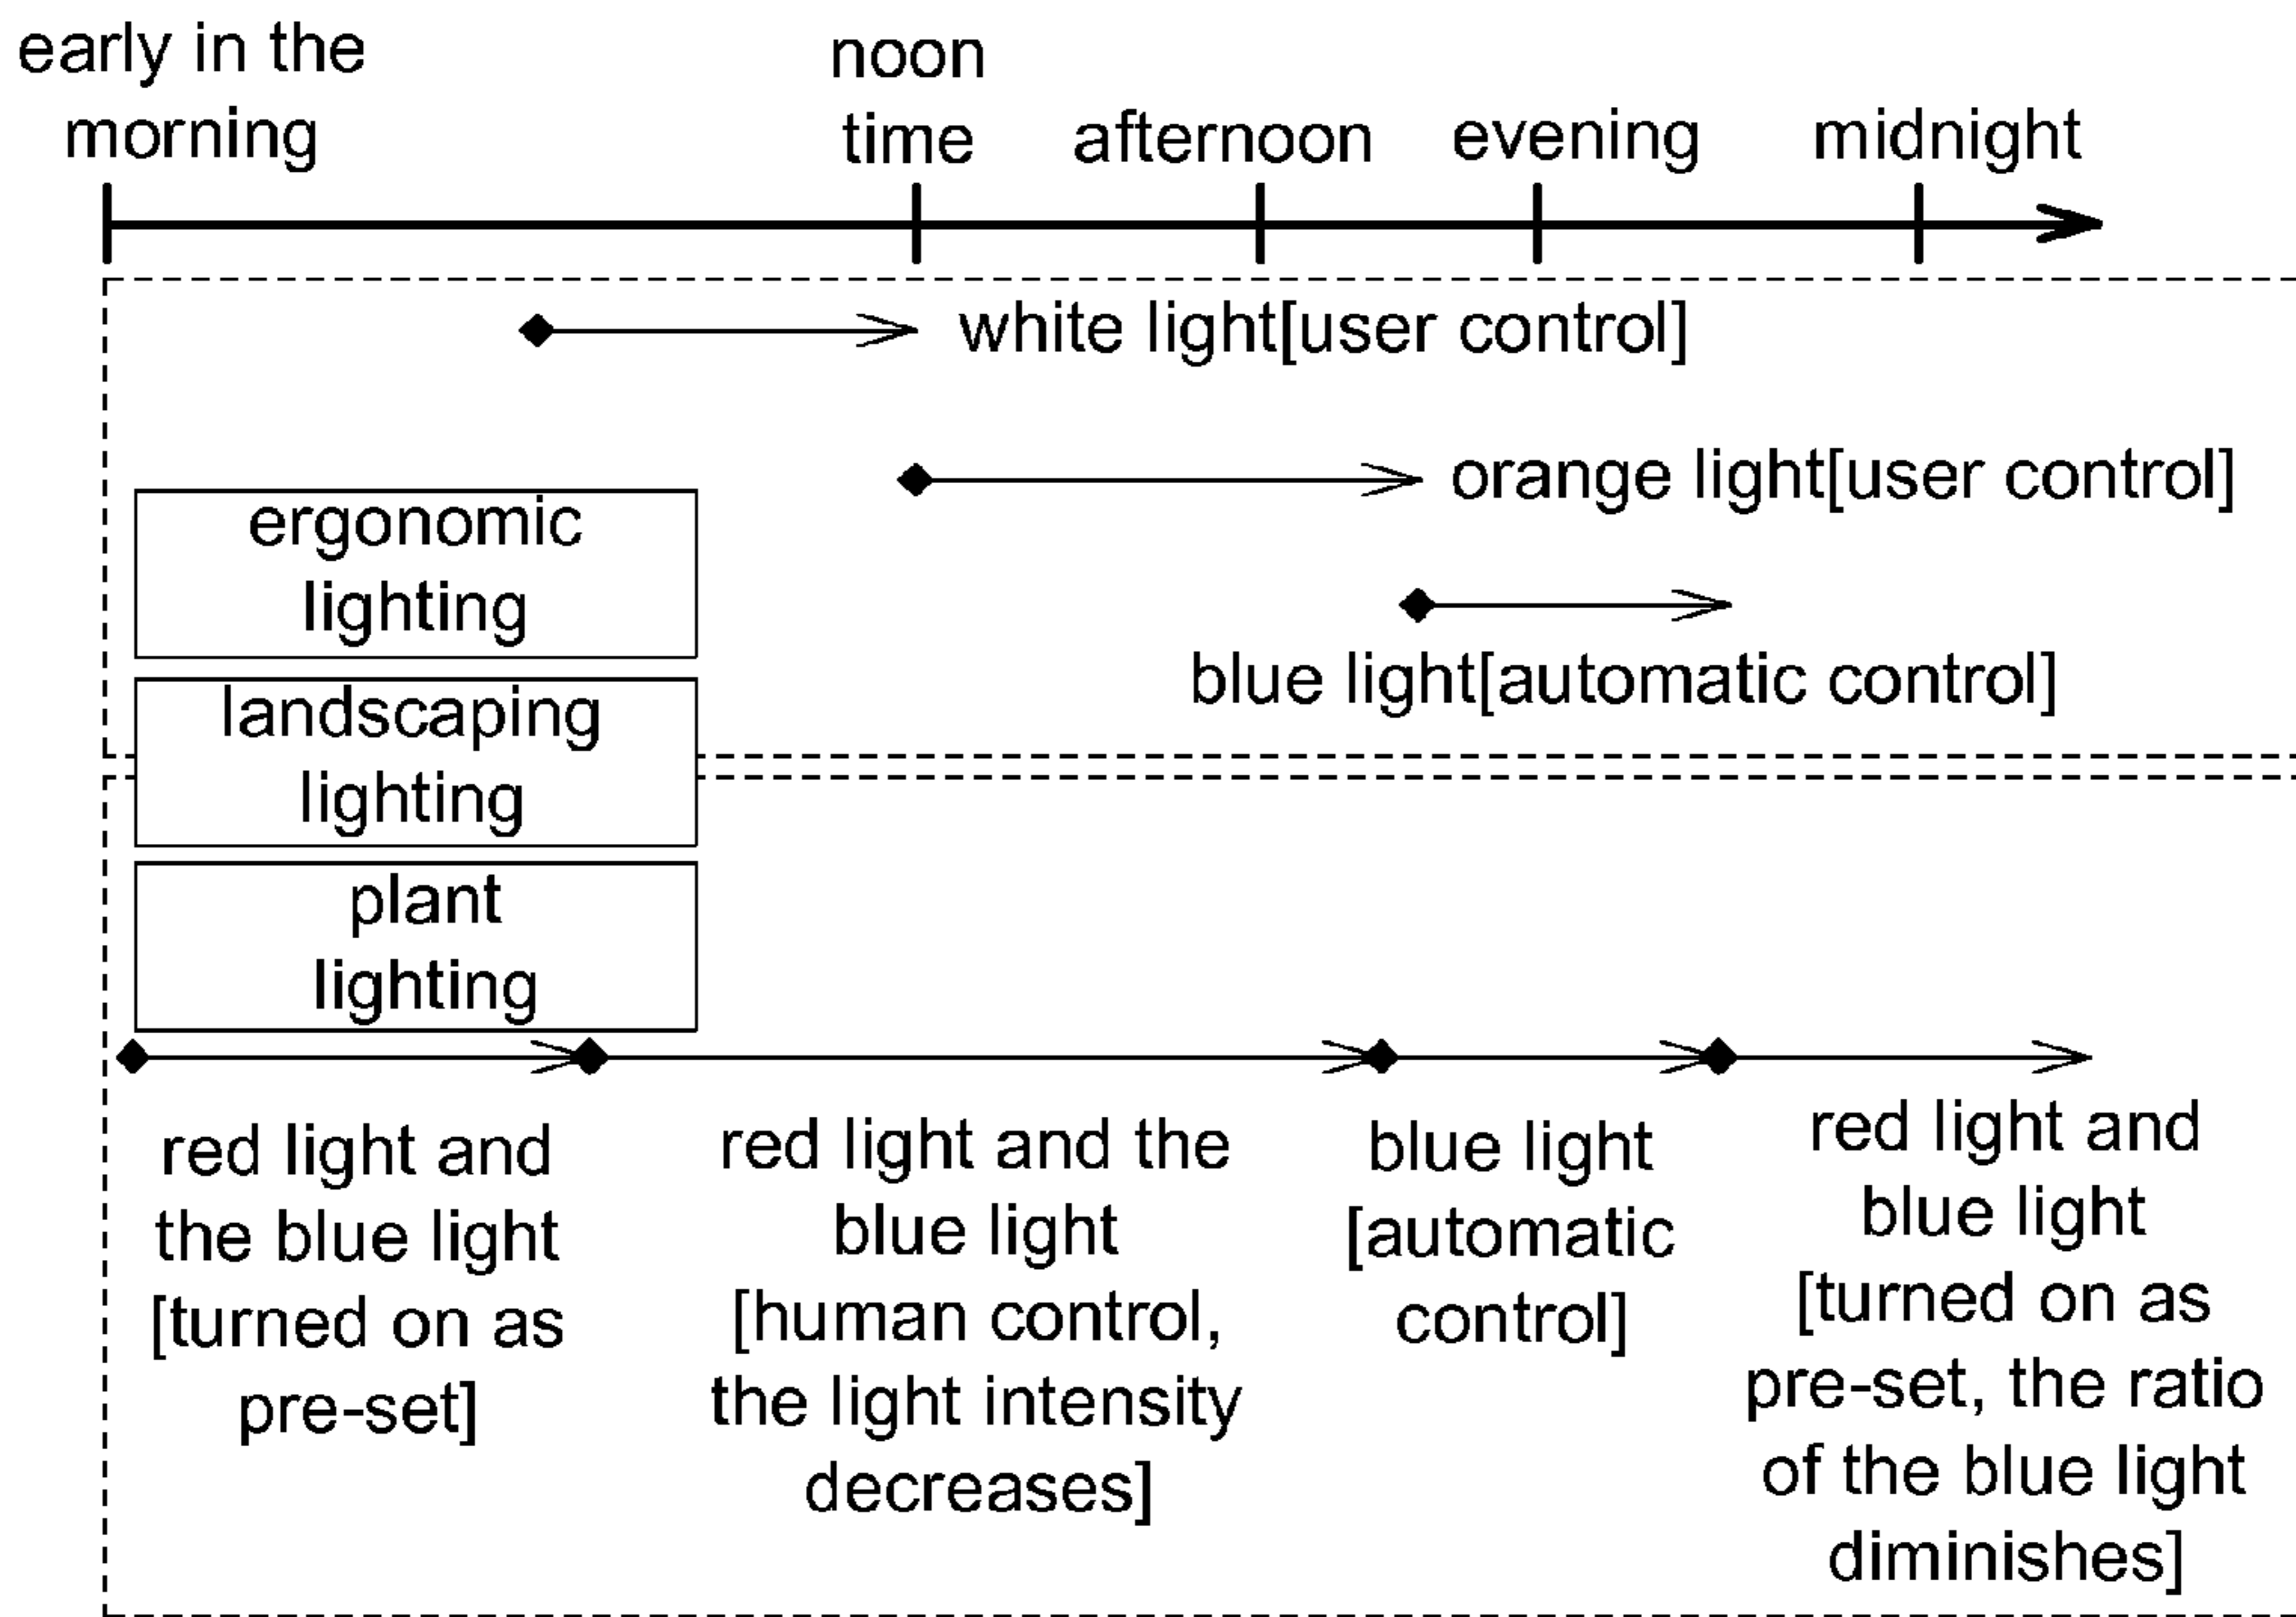 early in the
morning
noon
time
afternoon
evening
midnight
white light[user control]
orange light[user control]
ergonomic
lighting
blue light[automatic control]
landscaping
lighting
plant
lighting
red light and
the blue light
[turned on as
pre-set]
red light and the
blue light
[human control,
the light intensity
decreases]
blue light
[automatic
control]
red light and
blue light
[turned on as
pre-set, the ratio
of the blue light
diminishes]